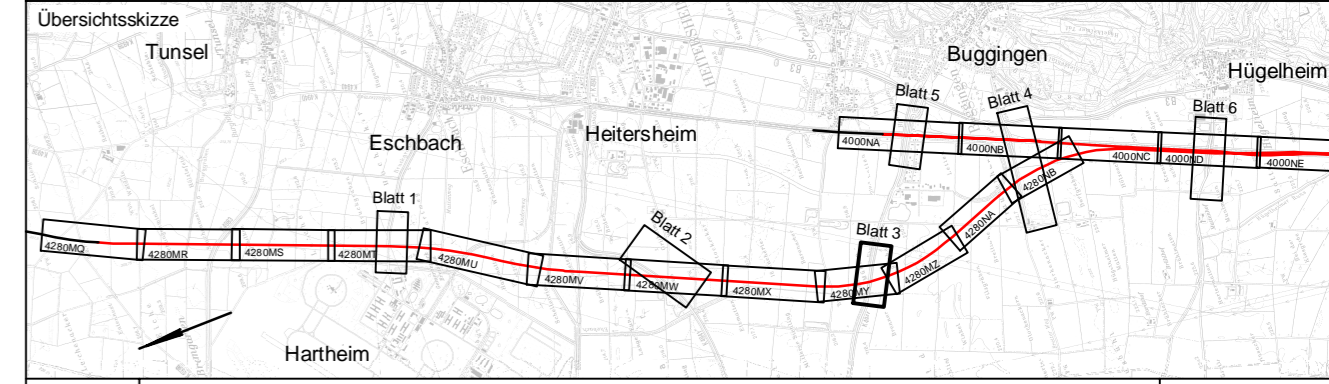 Übersichtsskizze
Tunsel
Buggingen
Hügelheim
Eschbach
Heitersheim
Blatt 5
Blatt 4
Blatt 6
4000NA
4000NB
4000NC
4000ND
4000NE
Blatt 1
Blatt 2
Blatt 3
4280MQ
4280MR
4280MS
4280MT
4280MU
4280MV
4280MW
4280MX
4280MY
4280MZ
4280NA
4280NB
Hartheim